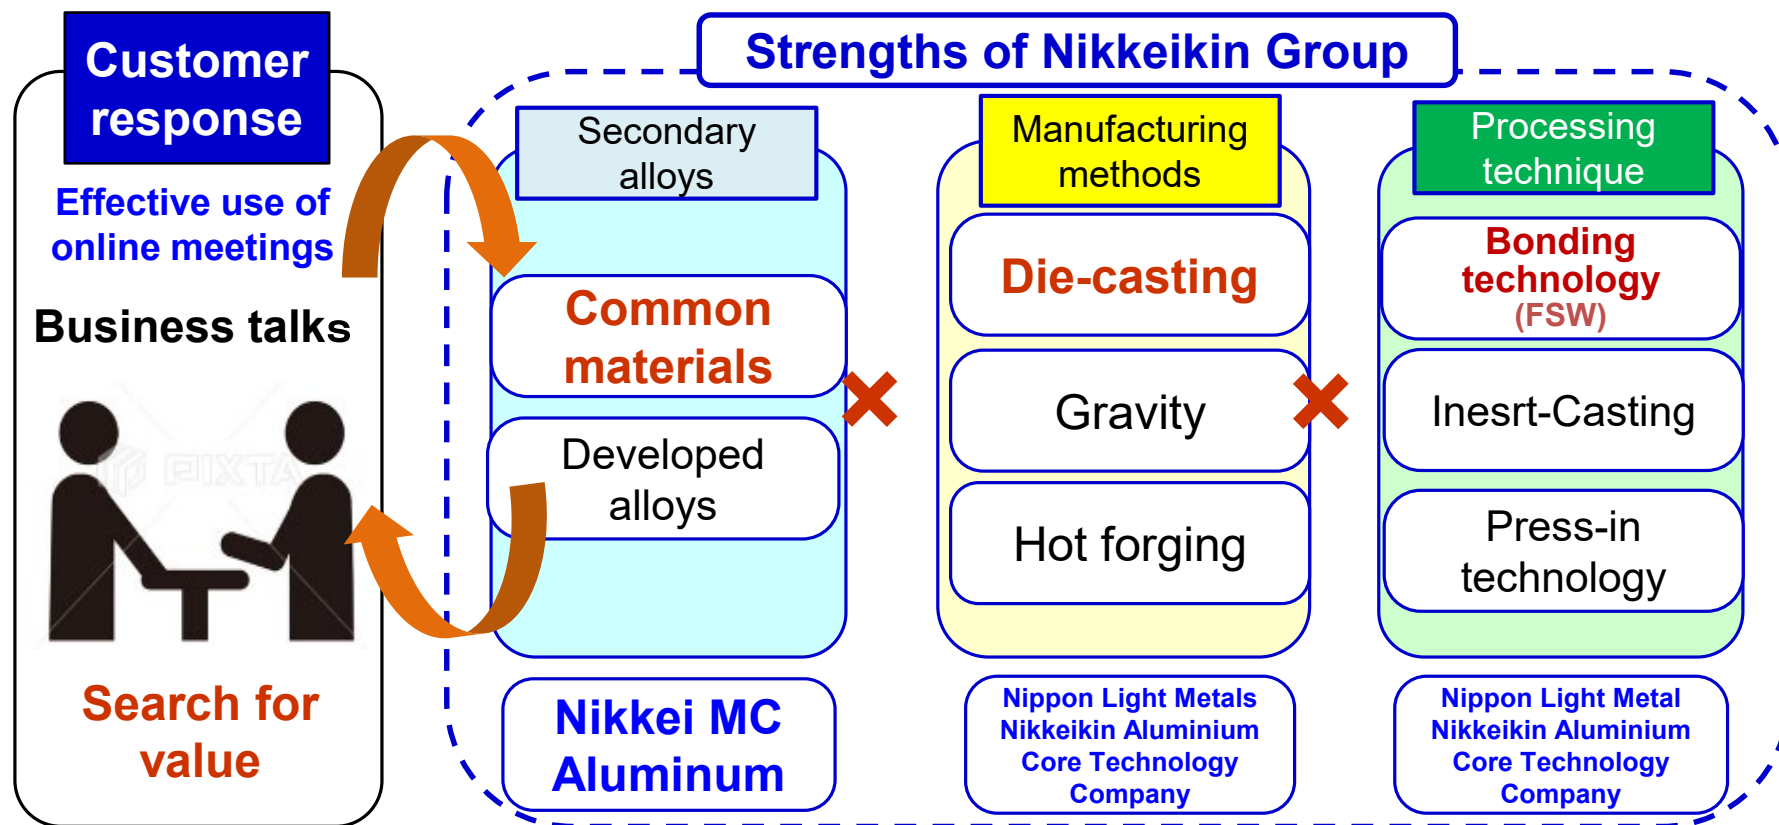 Customer
response
Effective use of
online meetings
Business talks
PIXTA
Search for
value
Strengths of Nikkeikin Group
Secondary
alloys
Common
materials
Developed
alloys
Nikkei MC
Aluminum
Manufacturing
methods
Die-casting
Gravity
Hot forging
Nippon Light Metals
Nikkeikin Aluminium
Core Technology
Company
Processing
technique
Bonding
technology
(FSW)
Inesrt-Casting
Press-in
technology
Nippon Light Metal
Nikkeikin Aluminium
Core Technology
Company